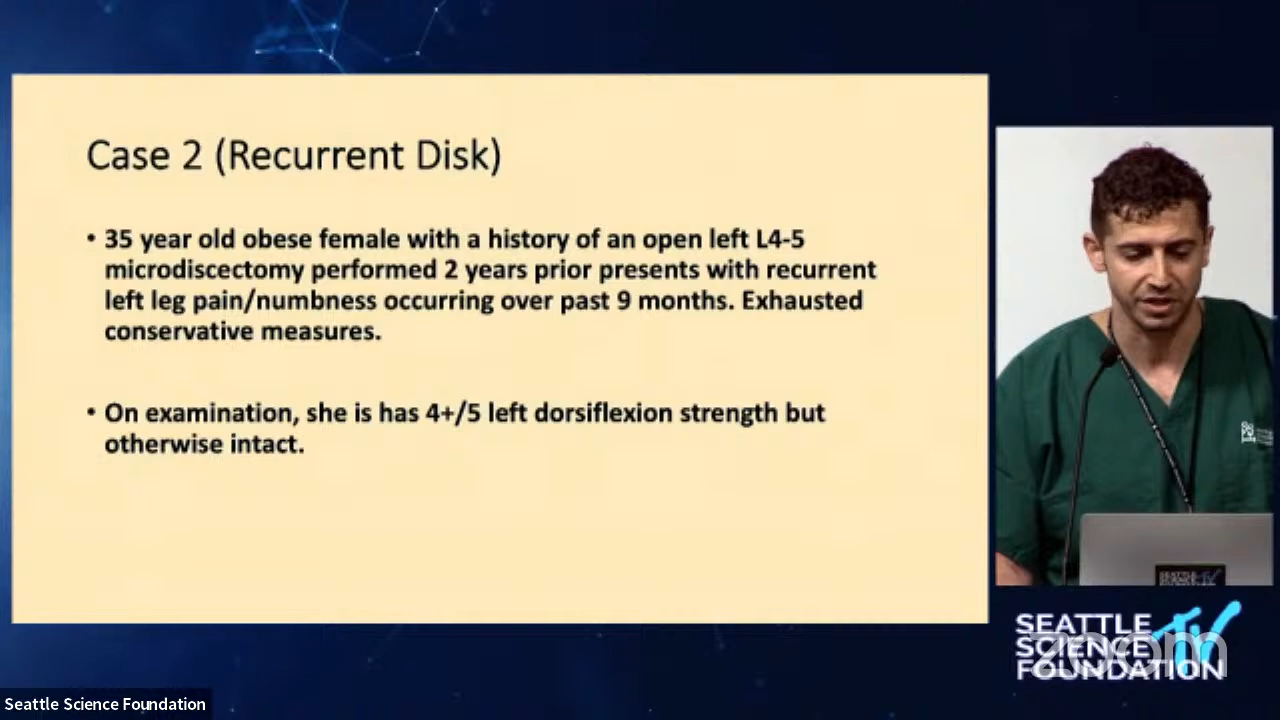 Case 2 (Recurrent Disk)
• 35 year old obese female with a history of an open left L4-5
microdiscectomy performed 2 years prior presents with recurrent
left leg pain/numbness occurring over past 9 months. Exhausted
conservative measures.
• On examination, she is has 4+/5 left dorsiflexion strength but
otherwise intact.
SEATTLE
SCIENCE TV
FOUNDATION
zoom
Seattle Science Foundation